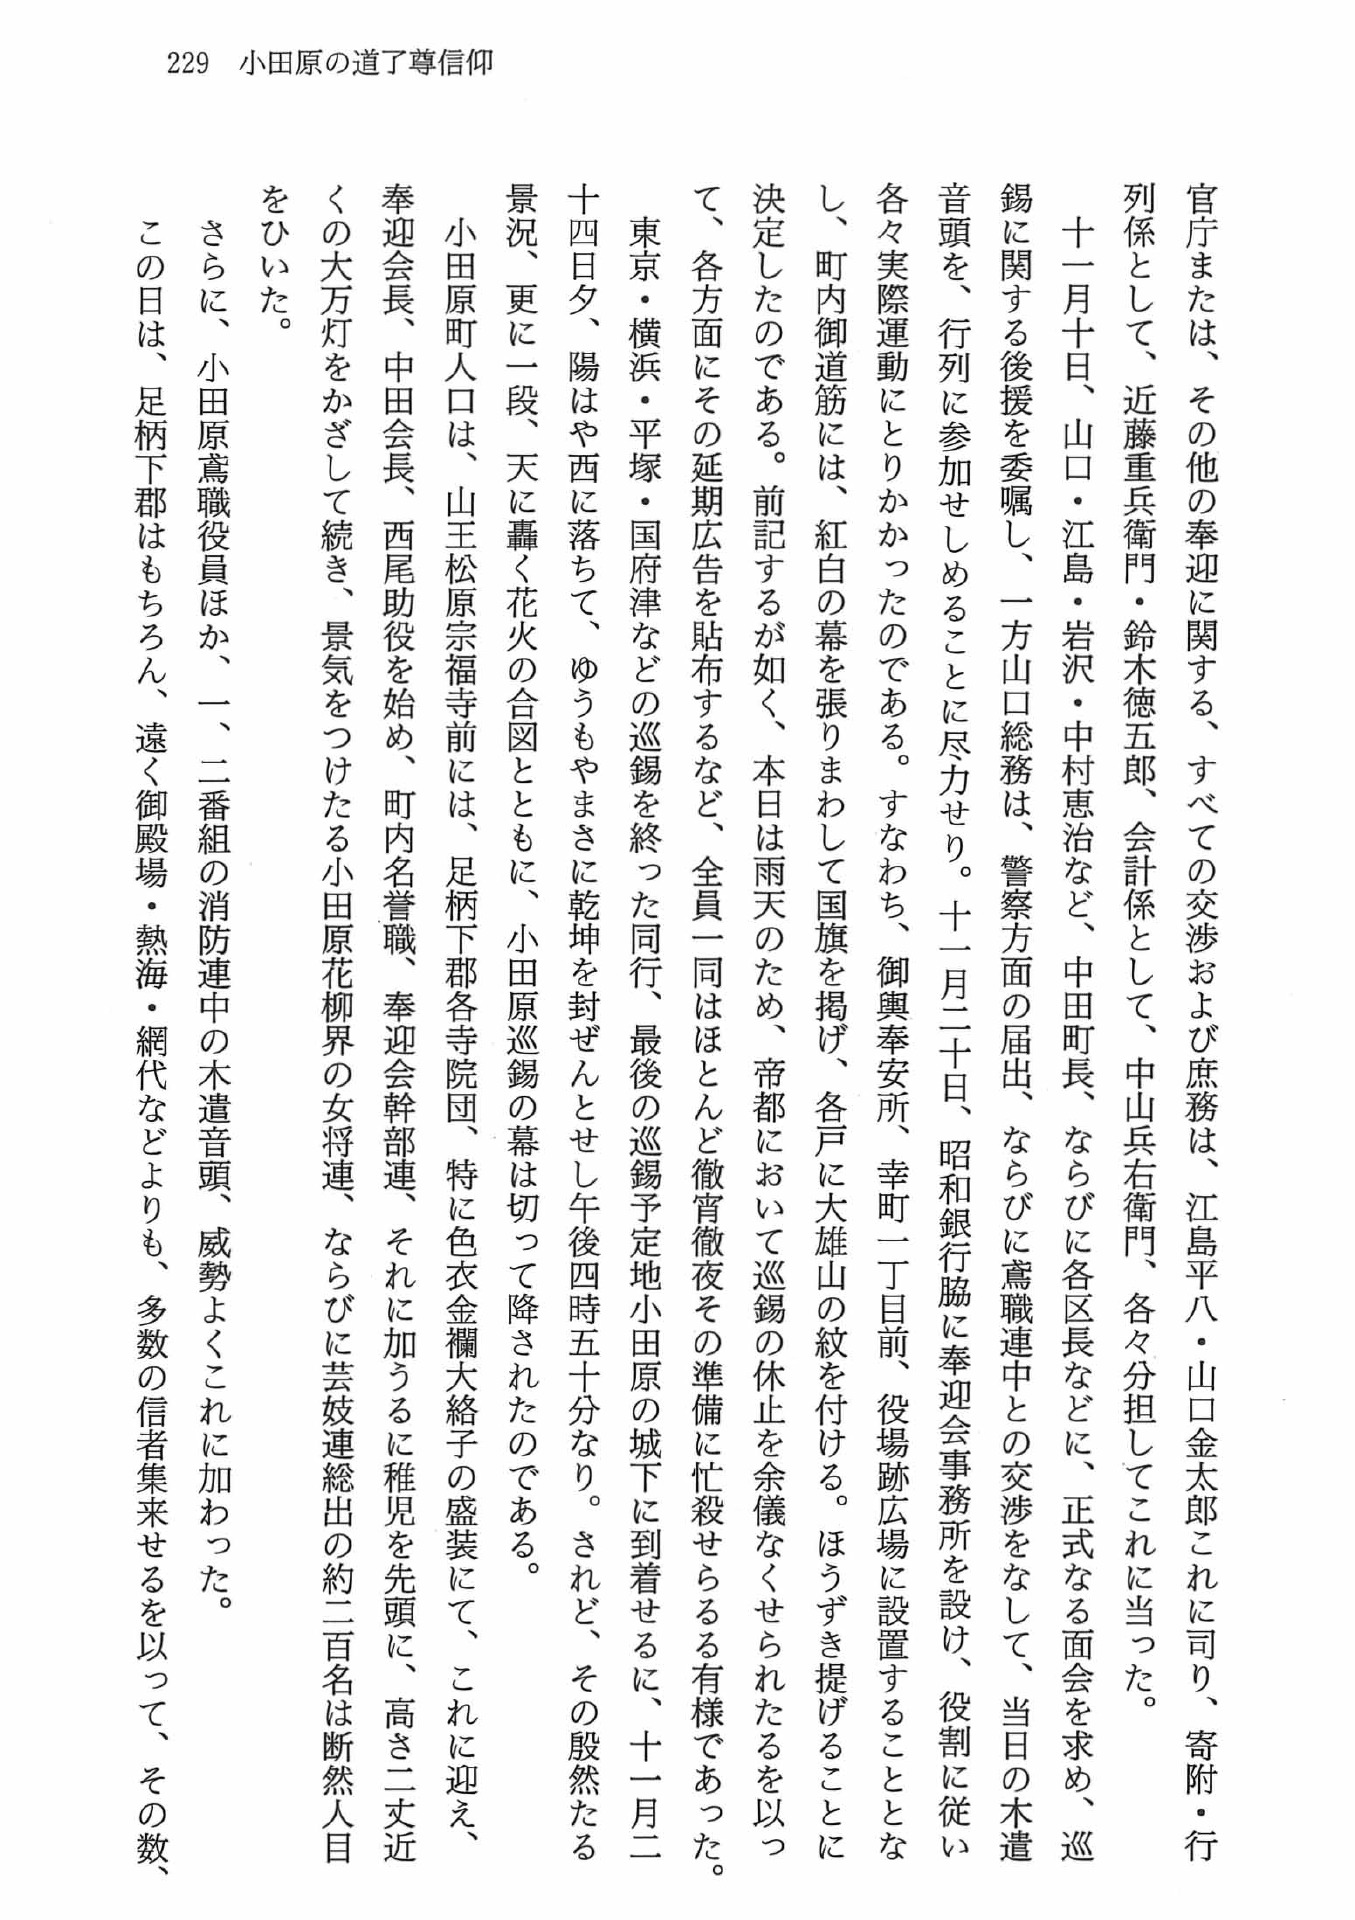 229 小田原の道了尊信仰
官庁または、その他の奉迎に関する、すべての交渉および庶務は、江島平八・山口金太郎これに司り、寄附・行
列係として、近藤重兵衛門・鈴木徳五郎、会計係として、中山兵右衛門、各々分担してこれに当った。
十一月十日、山口・江島・岩沢・中村恵治など、中田町長、ならびに各区長などに、正式なる面会を求め、巡
錫に関する後援を委嘱し、一方山口総務は、警察方面の届出、ならびに鳶職連中との交渉をなして、当日の木遣
音頭を、行列に参加せしめることに尽力せり。十一月二十日、昭和銀行脇に奉迎会事務所を設け、役割に従い
各々実際運動にとりかかったのである。すなわち、御輿奉安所、幸町一丁目前、役場跡広場に設置することとな
し、町内御道筋には、紅白の幕を張りまわして国旗を掲げ、各戸に大雄山の紋を付ける。ほうずき提げることに
決定したのである。前記するが如く、本日は雨天のため、帝都において巡錫の休止を余儀なくせられたるを以っ
て、各方面にその延期広告を貼布するなど、全員一同はほとんど徹宵徹夜その準備に忙殺せらるる有様であった。
東京・横浜・平塚・国府津などの巡錫を終った同行、最後の巡錫予定地小田原の城下に到着せるに、十一月二
十四日夕、陽はや西に落ちて、ゆうもやまさに乾坤を封ぜんとせし午後四時五十分なり。されど、その殷然たる
景況、更に一段、天に轟く花火の合図とともに、小田原巡錫の幕は切って降されたのである。
小田原町人口は、山王松原宗福寺前には、足柄下郡各寺院団、特に色衣金襴大絡子の盛装にて、これに迎え、
奉迎会長、中田会長、西尾助役を始め、町内名誉職、奉迎会幹部連、それに加うるに稚児を先頭に、高さ二丈近
くの大万灯をかざして続き、景気をつけたる小田原花柳界の女将連、ならびに芸妓連総出の約二百名は断然人目
をひいた。
さらに、小田原鳶職役員ほか、一、二番組の消防連中の木遣音頭、威勢よくこれに加わった。
この日は、足柄下郡はもちろん、遠く御殿場・熱海・網代などよりも、多数の信者集来せるを以って、その数、